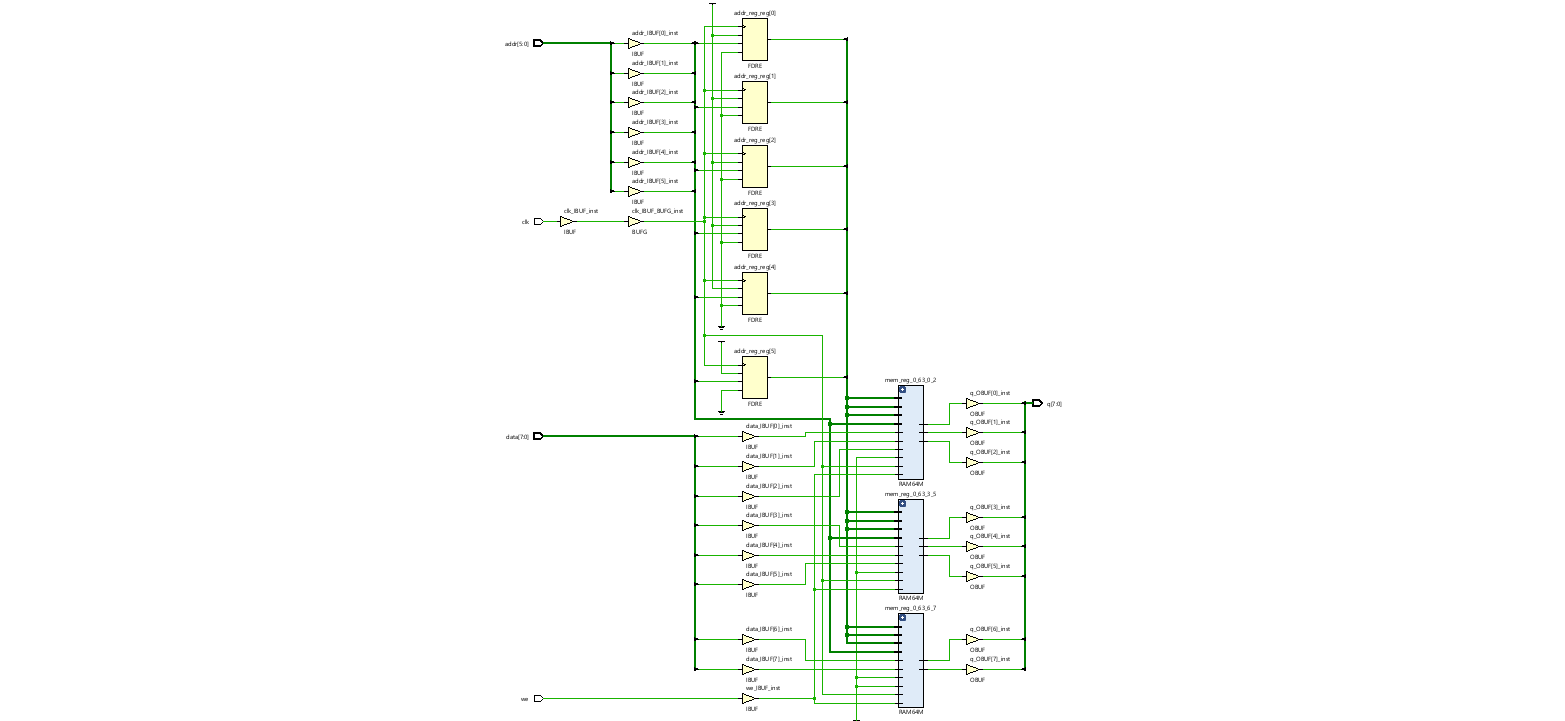 addr_reg_reg[0]
FDRE
addr[5:0]
addr_IBUF[0]_inst
IBUF
addr_IBUF[1]_inst
IBUF
addr_IBUF[2]_inst
IBUF
addr_IBUF[3]_inst
IBUF
addr_IBUF[4]_inst
IBUF
addr_IBUF[5]_inst
IBUF
addr_reg_reg[1]
FDRE
addr_reg_reg[2]
FDRE
addr_reg_reg[3]
FDRE
clk
clk_IBUF_inst
IBUF
clk_IBUF_BUFG_inst
BUFG
addr_reg_reg[4]
FDRE
addr_reg_reg[5]
FDRE
data[7:0]
data_IBUF[0]_inst
IBUF
data_IBUF[1]_inst
IBUF
data_IBUF[2]_inst
IBUF
data_IBUF[3]_inst
IBUF
data_IBUF[4]_inst
IBUF
data_IBUF[5]_inst
IBUF
data_IBUF[6]_inst
IBUF
data_IBUF[7]_inst
IBUF
we
we_IBUF_inst
IBUF
mem_reg_0_63_0_2
RAM64M
mem_reg_0_63_3_5
RAM64M
mem_reg_0_63_6_7
RAM64M
q_OBUF[0]_inst
OBUF
q_OBUF[1]_inst
OBUF
q_OBUF[2]_inst
OBUF
q_OBUF[3]_inst
OBUF
q_OBUF[4]_inst
OBUF
q_OBUF[5]_inst
OBUF
q_OBUF[6]_inst
OBUF
q_OBUF[7]_inst
OBUF
q[7:0]